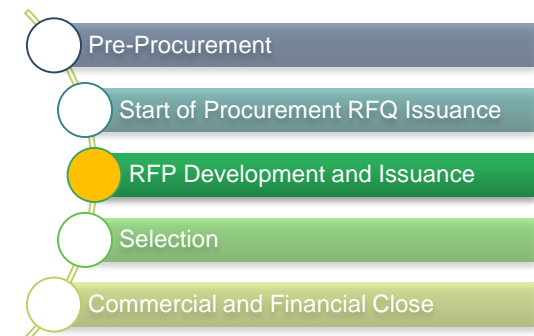 Pre-Procurement
Start of Procurement RFQ Issuance
RFP Development and Issuance
Selection
Commercial and Financial Close